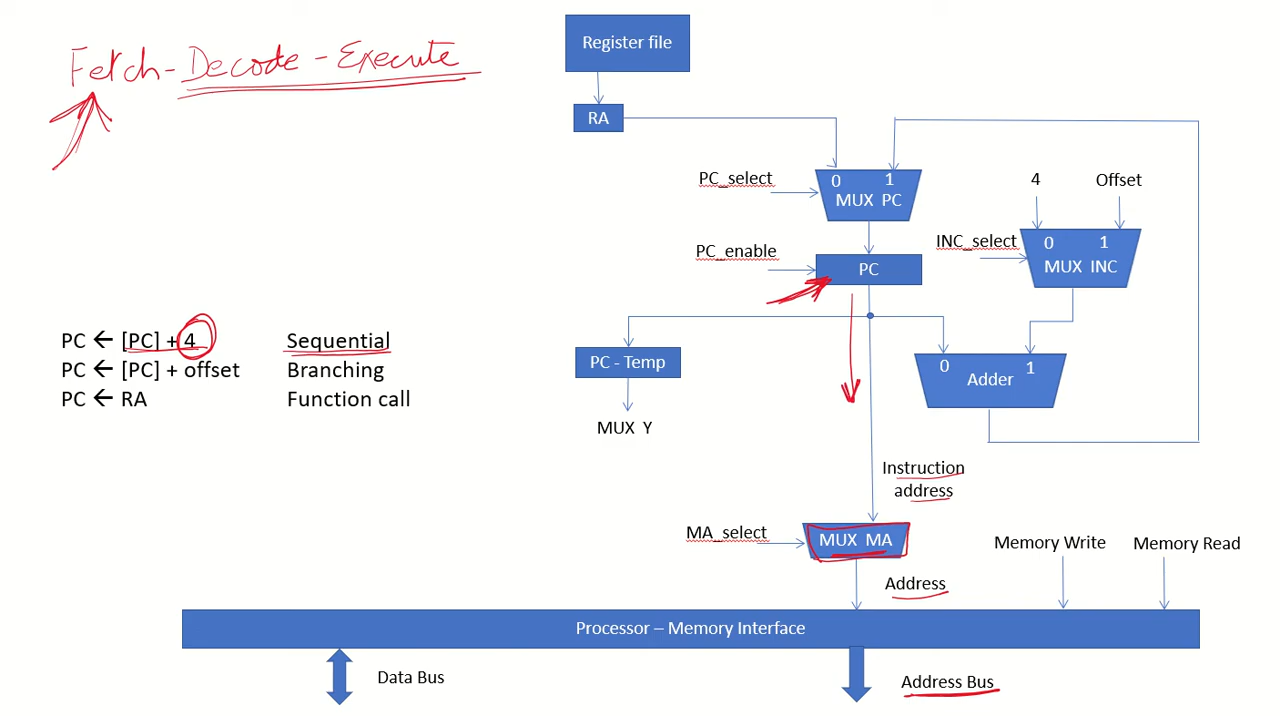 Fetch - Decode - Execute
Register file
RA
PC_select
0 1
MUX PC
4 Offset
INC_select
0 1
MUX INC
PC_enable
PC
PC ← [PC] + 4 Sequential
PC ← [PC] + offset Branching
PC ← RA Function call
PC - Temp
0 1
Adder
MUX Y
Instruction
address
MA_select
MUX MA
Memory Write
Memory Read
Address
Processor – Memory Interface
Data Bus
Address Bus